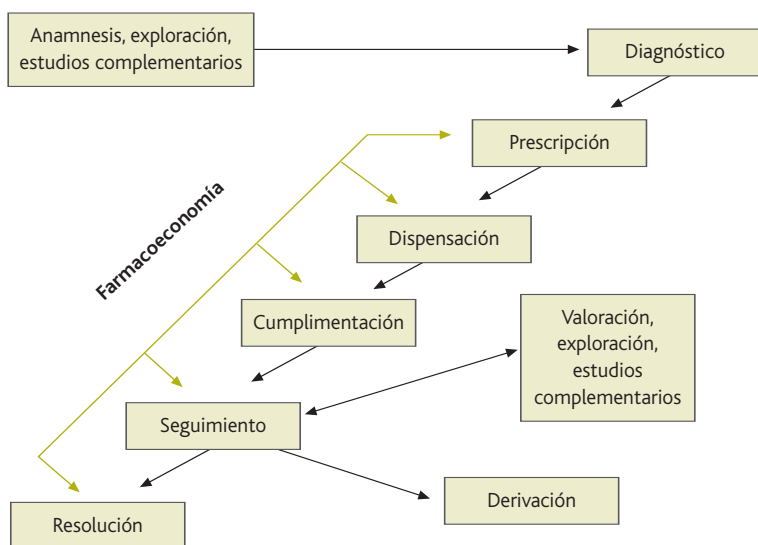 Anamnesis, exploración,
estudios complementarios
Diagnóstico
Prescripción
Farmacoeconomía
Dispensación
Cumplimentación
Valoración,
exploración,
estudios
complementarios
Seguimiento
Derivación
Resolución